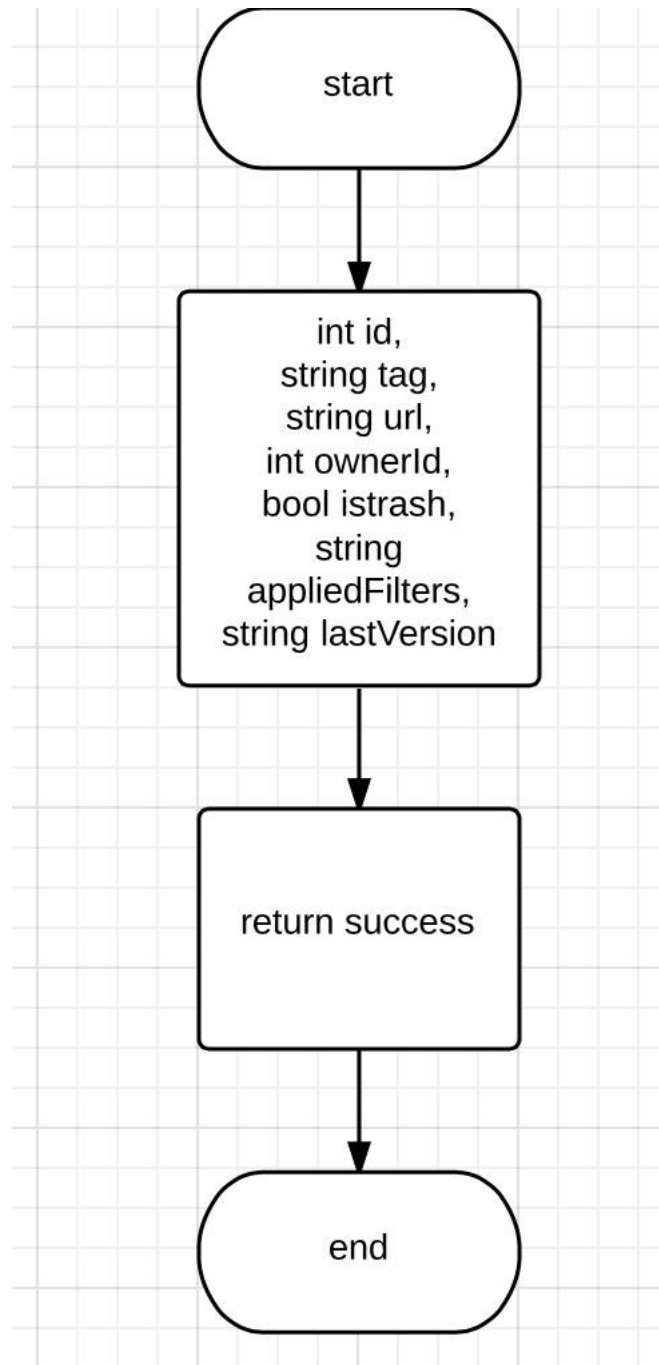 start
int id,
string tag,
string url,
int ownerId,
bool istrash,
string
appliedFilters,
string lastVersion
return success
end